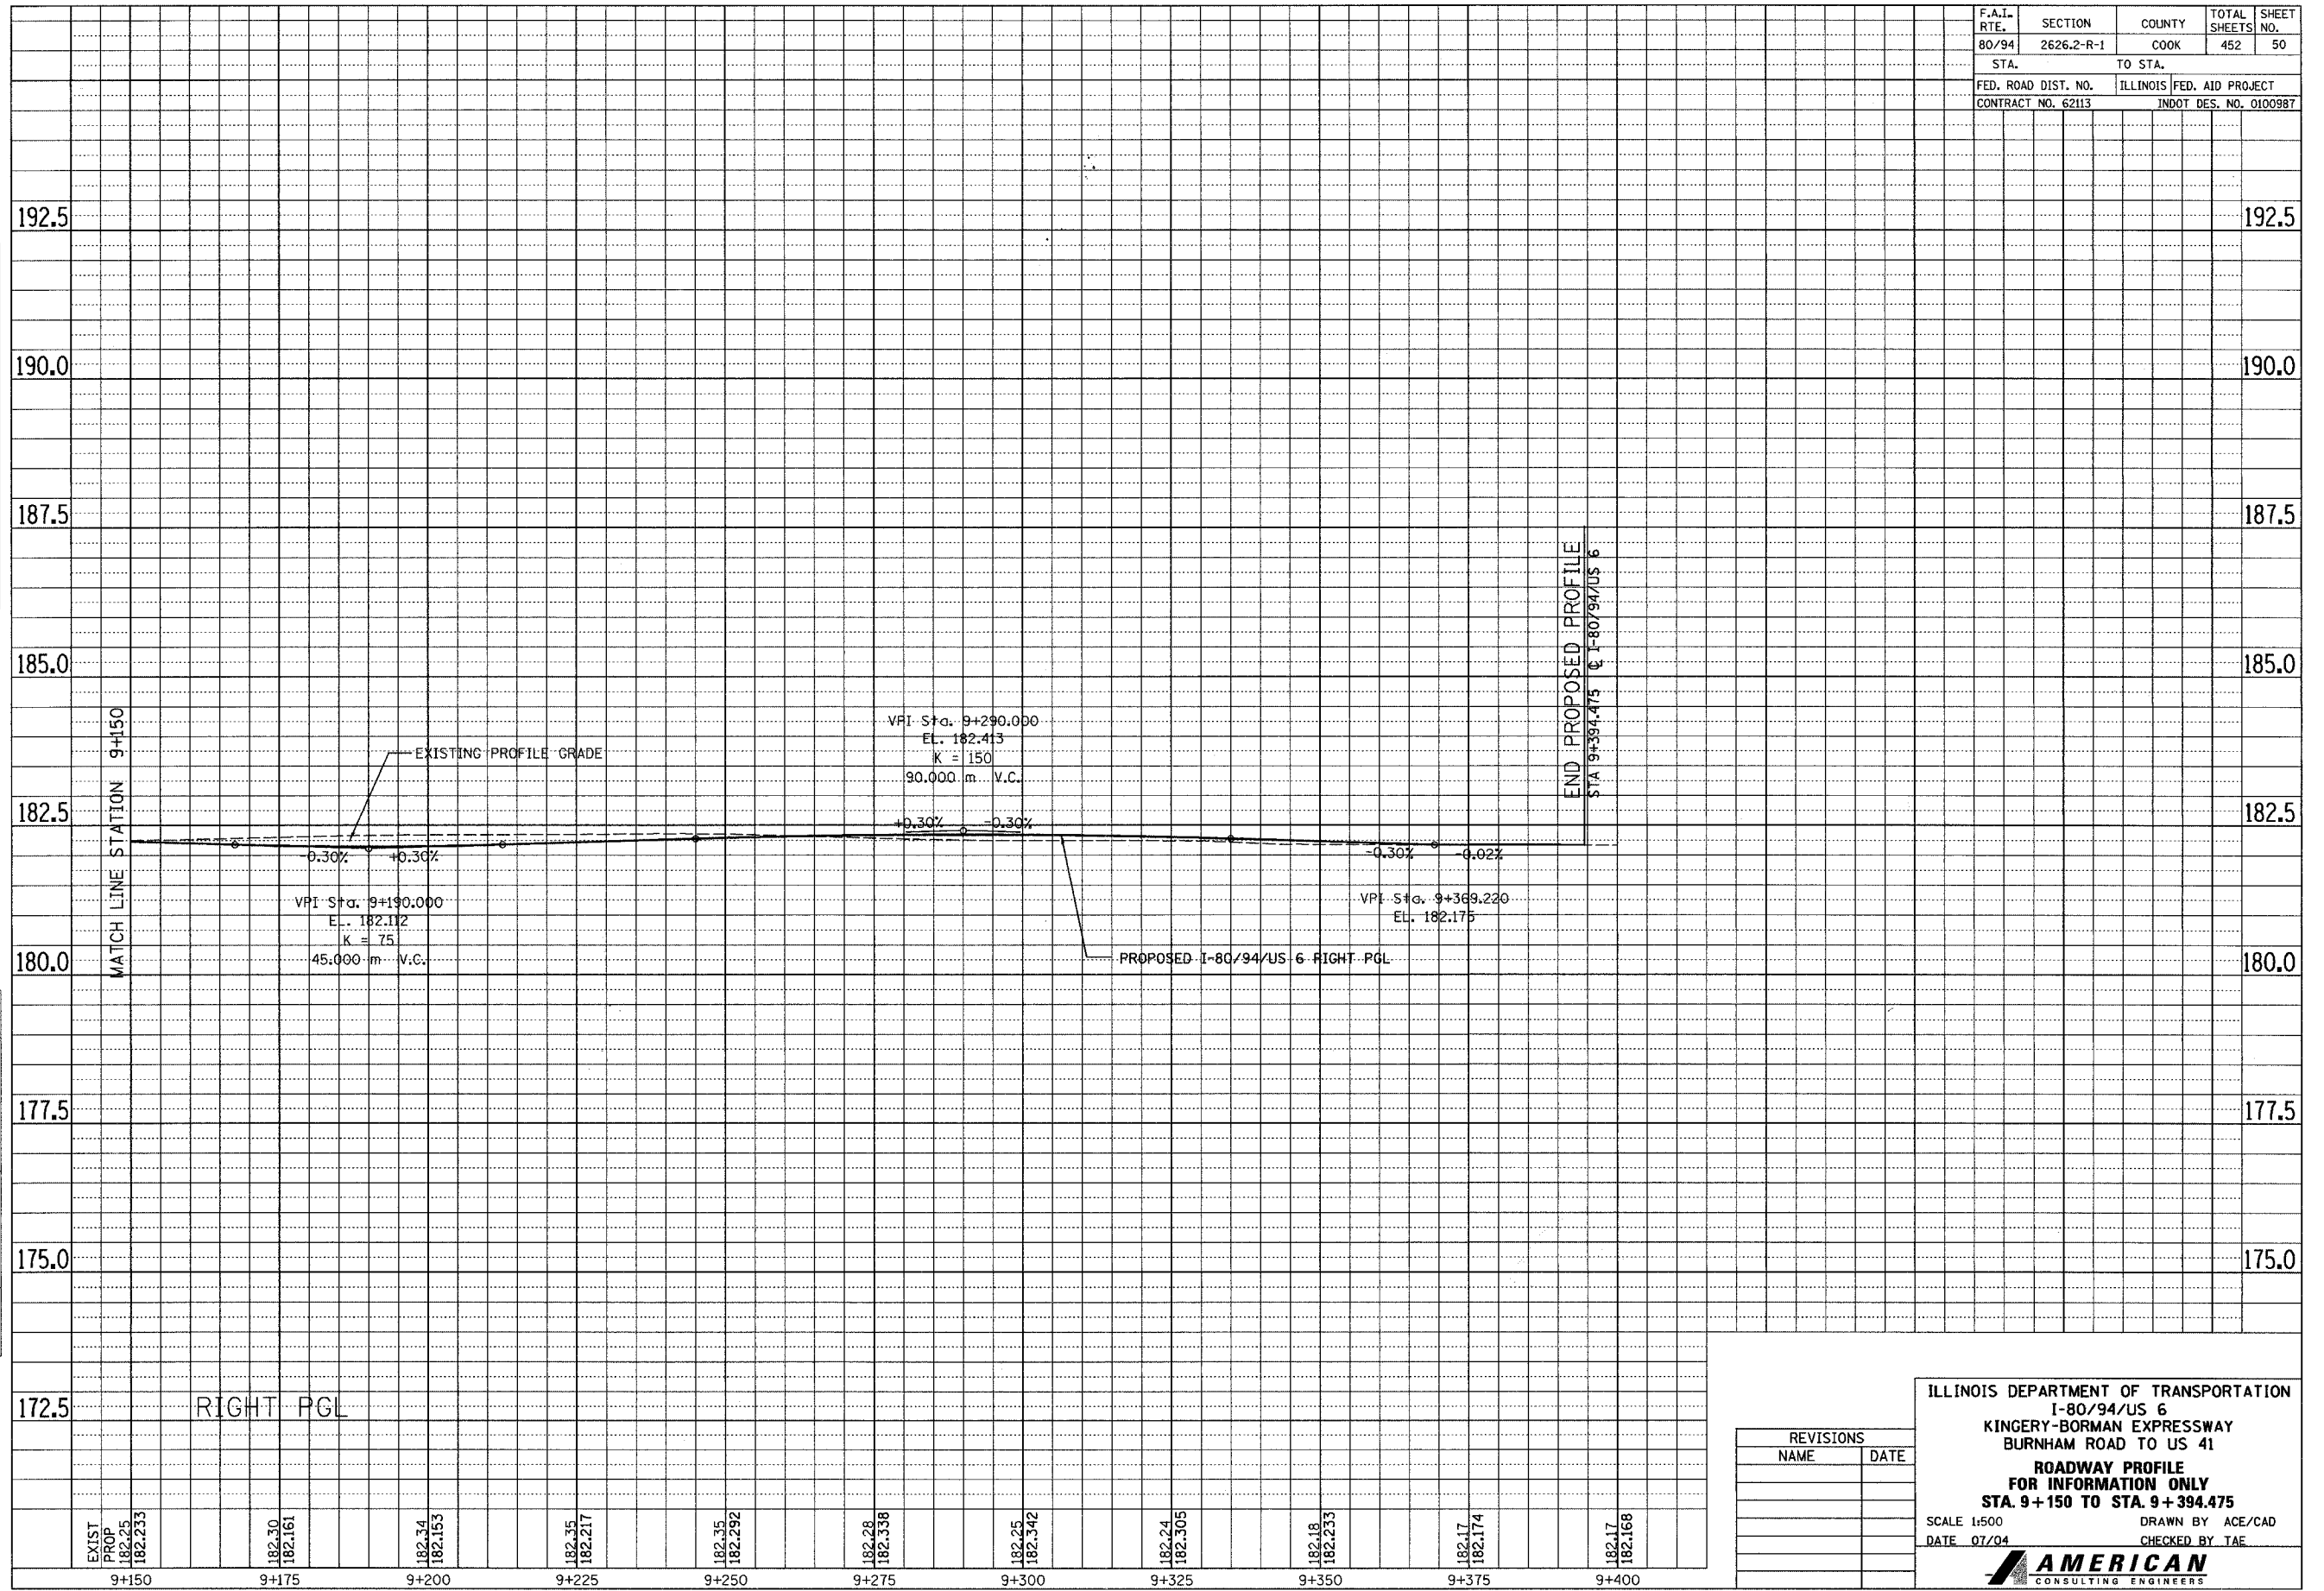 F.A.I. RTE. SECTION COUNTY TOTAL SHEETS SHEET NO.
80/94 2626.2-R-1 COOK 452 50
STA. TO STA.
FED. ROAD DIST. NO. ILLINOIS FED. AID PROJECT
CONTRACT NO. 62113 INDOT DES. NO. 0100987
192.5 192.5
190.0 190.0
187.5 187.5
185.0 185.0
182.5 182.5
180.0 180.0
177.5 177.5
175.0 175.0
172.5
MATCH LINE STATION 9+150
EXISTING PROFILE GRADE
VPI Sta. 9+290.000
EL. 182.413
K = 150
90.000 m V.C.
+0.30% -0.30%
-0.30% +0.30%
VPI Sta. 9+190.000
EL. 182.112
K = 75
45.000 m V.C.
-0.30% -0.02%
VPI Sta. 9+369.220
EL. 182.175
PROPOSED I-80/94/US 6 RIGHT PGL
END PROPOSED PROFILE
STA 9+394.475 ℄ I-80/94/US 6
RIGHT PGL
EXIST 182.25 182.30 182.34 182.35 182.35 182.28 182.25 182.24 182.18 182.17 182.17
PROP 182.233 182.161 182.153 182.217 182.292 182.338 182.342 182.305 182.233 182.174 182.168
9+150 9+175 9+200 9+225 9+250 9+275 9+300 9+325 9+350 9+375 9+400
REVISIONS
NAME DATE
ILLINOIS DEPARTMENT OF TRANSPORTATION
I-80/94/US 6
KINGERY-BORMAN EXPRESSWAY
BURNHAM ROAD TO US 41
ROADWAY PROFILE
FOR INFORMATION ONLY
STA. 9+150 TO STA. 9+394.475
SCALE 1:500 DRAWN BY ACE/CAD
DATE 07/04 CHECKED BY TAE
AMERICAN
CONSULTING ENGINEERS